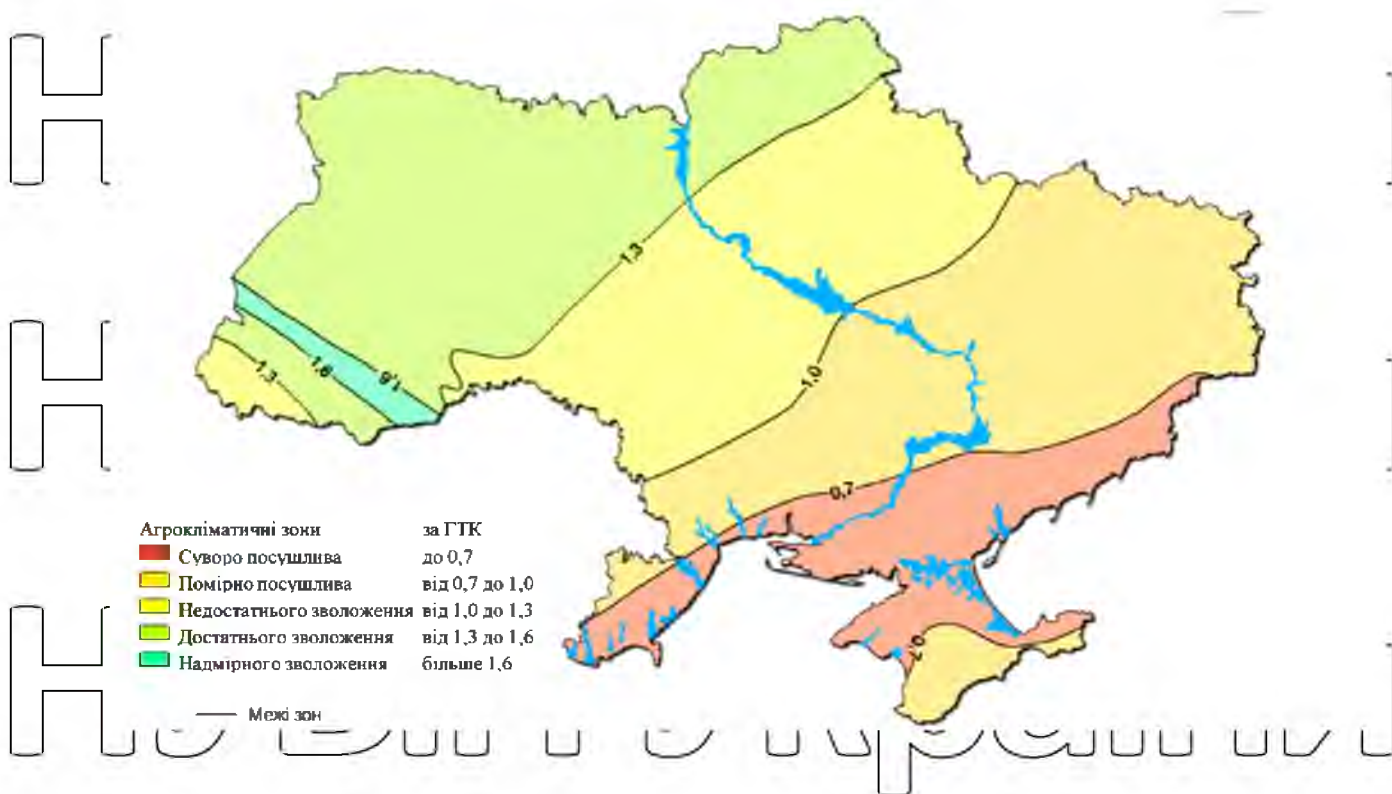 1,3
1,6
1,6
1,3
1,0
0,7
0,7
Агрокліматичні зони за ГТК
Суворо посушлива до 0,7
Помірно посушлива від 0,7 до 1,0
Недостатнього зволоження від 1,0 до 1,3
Достатнього зволоження від 1,3 до 1,6
Надмірного зволоження більше 1,6
Межі зон